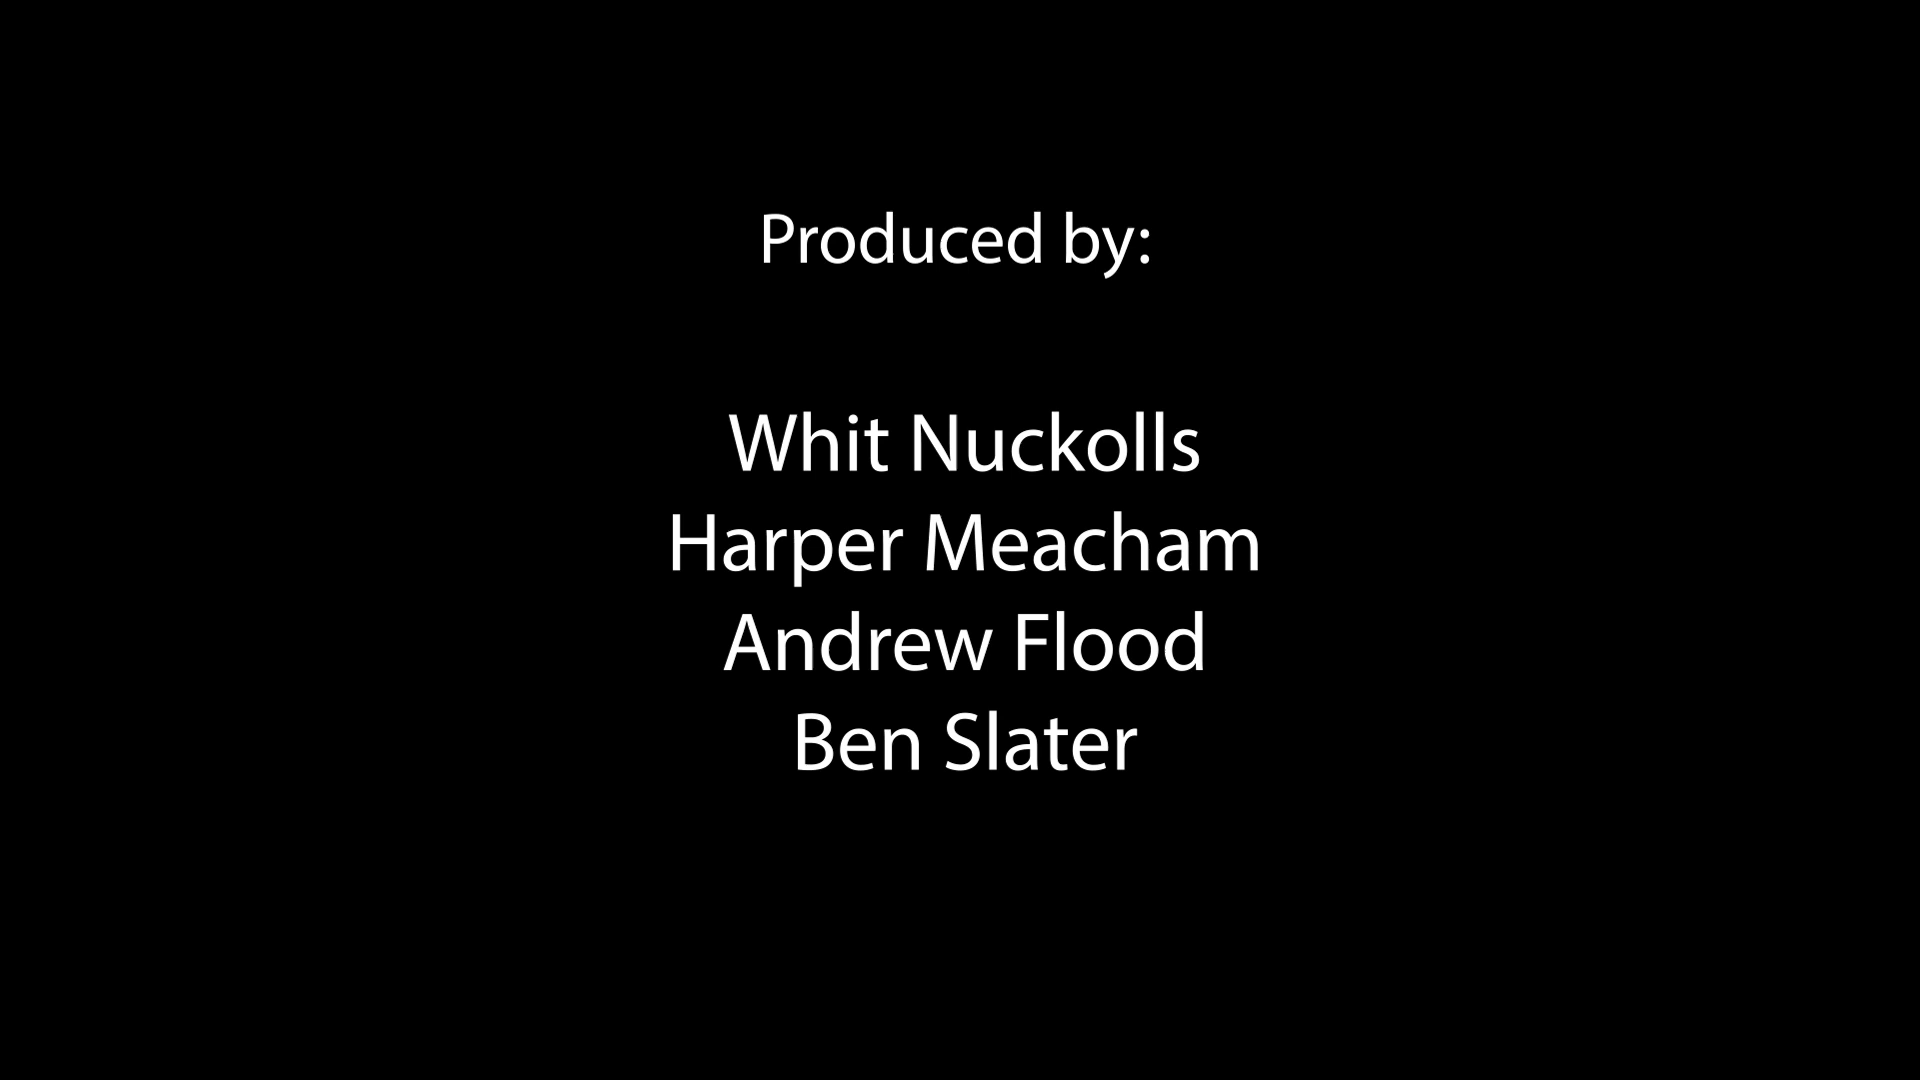 Produced by:
Whit Nuckolls
Harper Meacham
Andrew Flood
Ben Slater